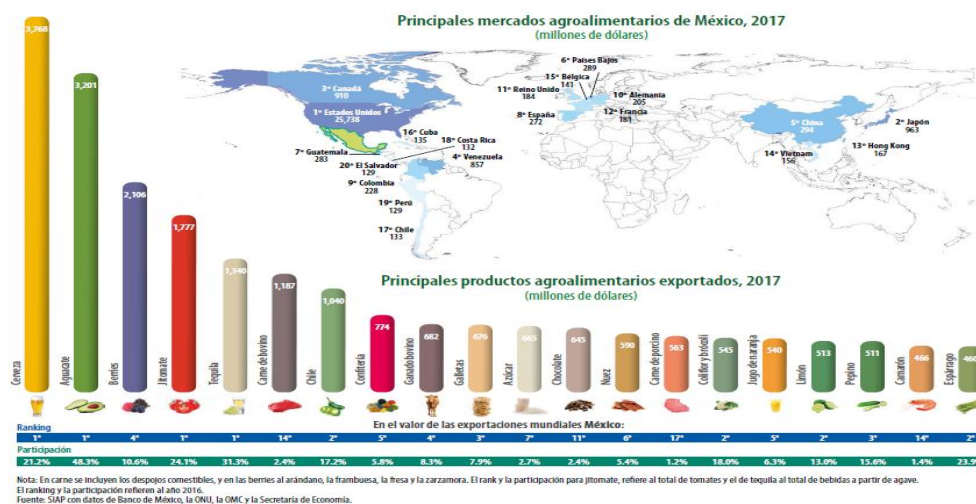 Principales mercados agroalimentarios de México, 2017
(millones de dólares)
6º Países Bajos
289
15º Bélgica
141
11º Reino Unido
184
10º Alemania
205
12º Francia
181
8º España
272
3º Canadá
910
1º Estados Unidos
25,738
16º Cuba
135
18º Costa Rica
132
7º Guatemala
283
4º Venezuela
857
20º El Salvador
129
9º Colombia
228
19º Perú
129
17º Chile
133
5º China
294
2º Japón
963
13º Hong Kong
167
14º Vietnam
156
Principales productos agroalimentarios exportados, 2017
(millones de dólares)
3,768
3,201
2,106
1,777
1,340
1,187
1,040
774
682
676
665
645
590
563
545
540
513
511
466
460
Cerveza
Aguacate
Berries
Jitomate
Tequila
Carne de bovino
Chile
Confitería
Ganado bovino
Galletas
Azúcar
Chocolate
Nuez
Carne de porcino
Coliflor y brócoli
Jugo de naranja
Limón
Pepino
Camarón
Espárrago
En el valor de las exportaciones mundiales México:
Ranking
1º 1º 4º 1º 1º 14º 2º 5º 4º 3º 7º 11º 6º 17º 2º 5º 2º 3º 14º 2º
Participación
21.2% 48.3% 10.6% 24.1% 31.3% 2.4% 17.2% 5.8% 8.3% 7.9% 2.7% 2.4% 5.4% 1.2% 18.0% 6.3% 13.0% 15.6% 1.4% 23.9%
Nota: En carne se incluyen los despojos comestibles, y en las berries al arándano, la frambuesa, la fresa y la zarzamora. El rank y la participación para jitomate, refiere al total de tomates y el de tequila al total de bebidas a partir de agave.
El ranking y la participación refieren al año 2016.
Fuente: SIAP con datos de Banco de México, la ONU, la OMC y la Secretaría de Economía.